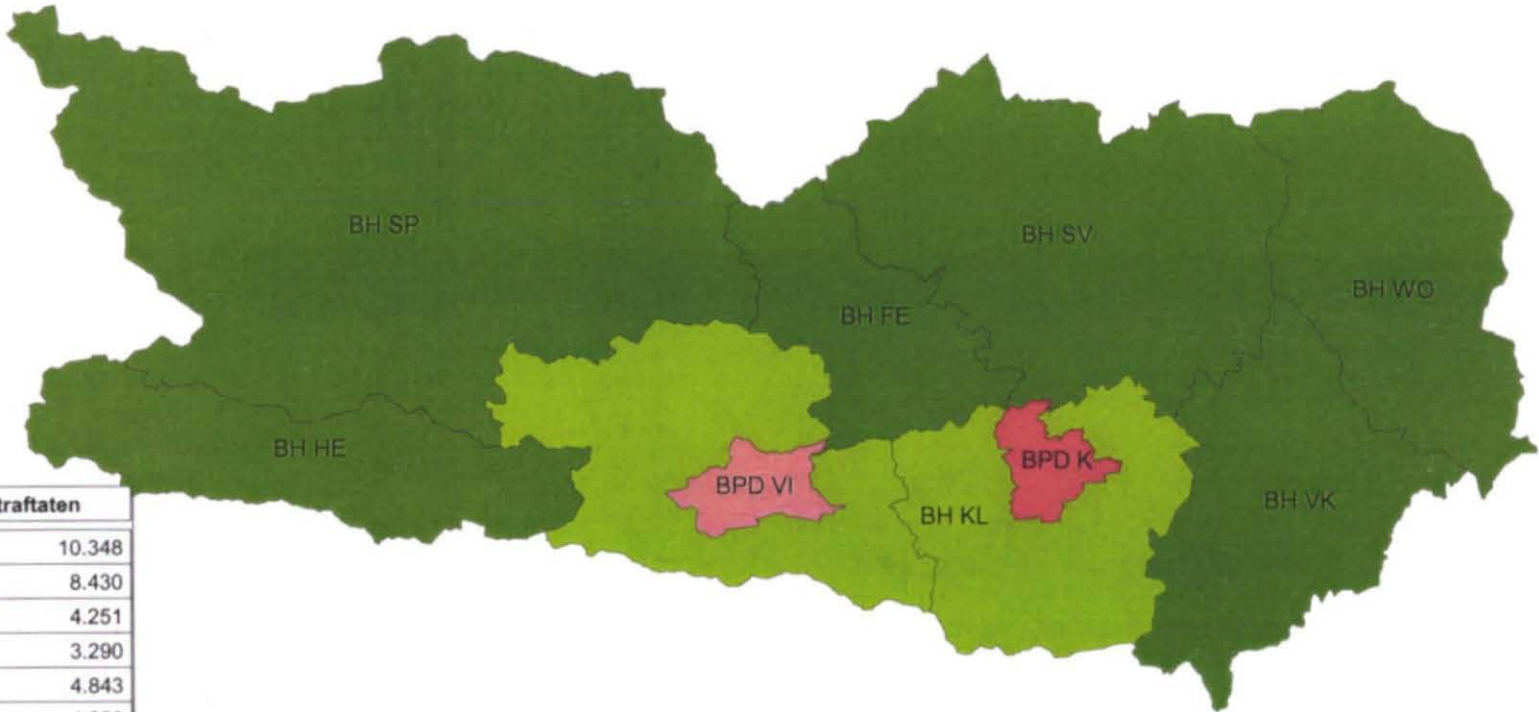 BH SP
BH SV
BH WO
BH FE
BH HE
BPD K
BPD VI
BH VK
BH KL
traftaten
10.348
8.430
4.251
3.290
4.843